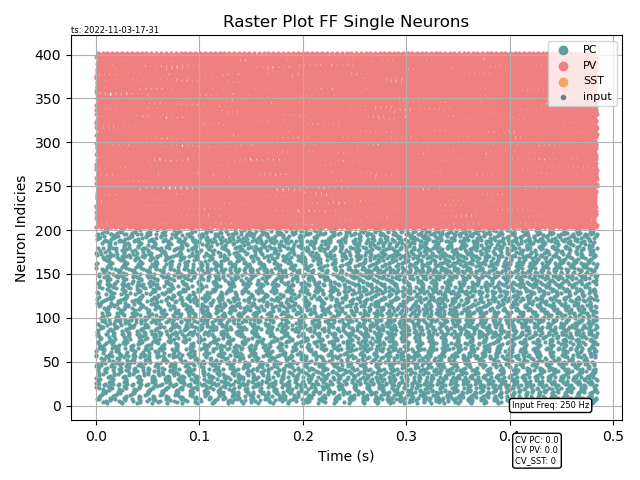 Raster Plot FF Single Neurons
ts: 2022-11-03-17-31
PC
PV
SST
input
400
350
300
250
200
150
100
50
0
Neuron Indicies
Input Freq: 250 Hz
0.0 0.1 0.2 0.3 0.4 0.5
Time (s)
CV PC: 0.0
CV PV: 0.0
CV_SST: 0